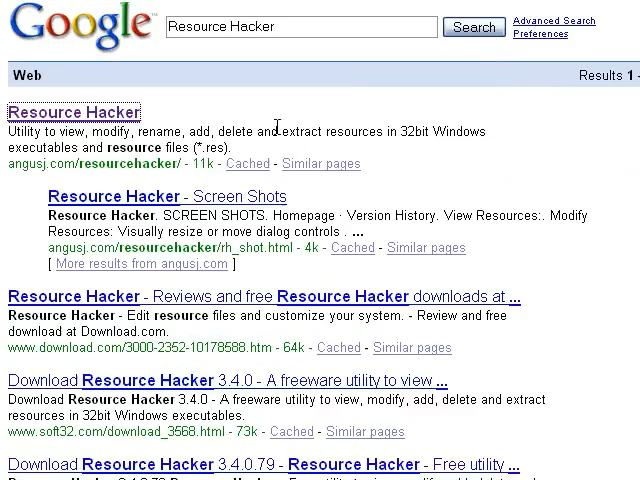 Google™ Resource Hacker Search Advanced Search
Preferences
Web Results 1 -
Resource Hacker
Utility to view, modify, rename, add, delete and extract resources in 32bit Windows
executables and resource files (*.res).
angusj.com/resourcehacker/ - 11k - Cached - Similar pages
Resource Hacker - Screen Shots
Resource Hacker. SCREEN SHOTS. Homepage · Version History. View Resources:. Modify
Resources: Visually resize or move dialog controls . ...
angusj.com/resourcehacker/rh_shot.html - 4k - Cached - Similar pages
[ More results from angusj.com ]
Resource Hacker - Reviews and free Resource Hacker downloads at ...
Resource Hacker - Edit resource files and customize your system. - Review and free
download at Download.com.
www.download.com/3000-2352-10178588.htm - 64k - Cached - Similar pages
Download Resource Hacker 3.4.0 - A freeware utility to view ...
Download Resource Hacker 3.4.0 - A freeware utility to view, modify, add, delete and extract
resources in 32bit Windows executables.
www.soft32.com/download_3568.html - 73k - Cached - Similar pages
Download Resource Hacker 3.4.0.79 - Resource Hacker - Free utility ...